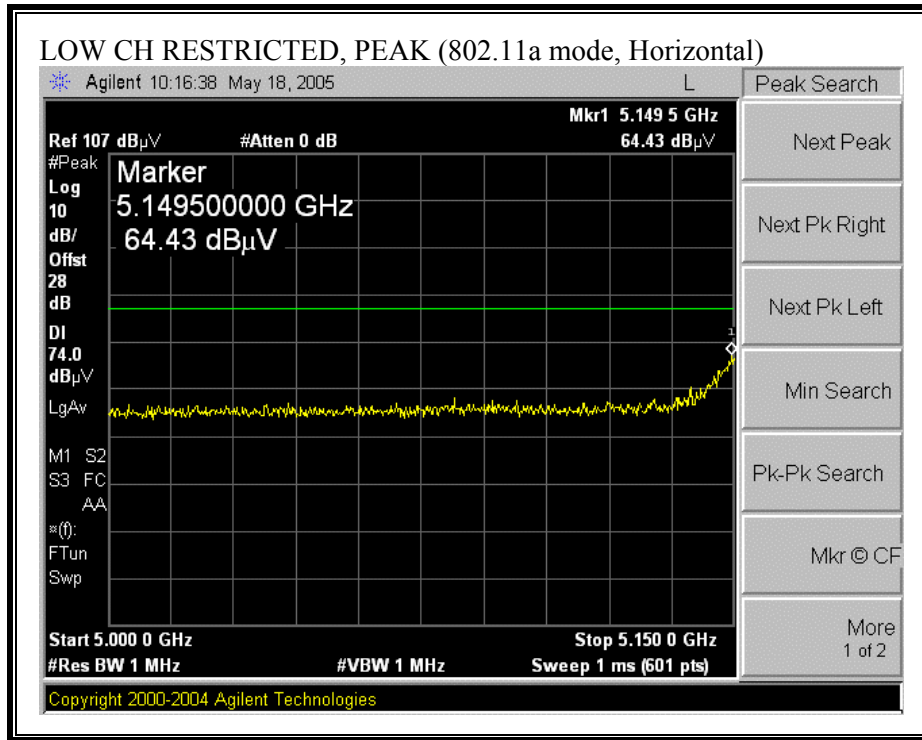 LOW CH RESTRICTED, PEAK (802.11a mode, Horizontal)
Agilent 10:16:38 May 18, 2005 L
Peak Search
Mkr1 5.149 5 GHz
Ref 107 dBµV #Atten 0 dB 64.43 dBµV
#Peak
Log
10
dB/
Offst
28
dB
DI
74.0
dBµV
LgAv
M1 S2
S3 FC
AA
¤(f):
FTun
Swp
Marker
5.149500000 GHz
64.43 dBµV
1
Start 5.000 0 GHz Stop 5.150 0 GHz
#Res BW 1 MHz #VBW 1 MHz Sweep 1 ms (601 pts)
Copyright 2000-2004 Agilent Technologies
Next Peak
Next Pk Right
Next Pk Left
Min Search
Pk-Pk Search
Mkr © CF
More
1 of 2